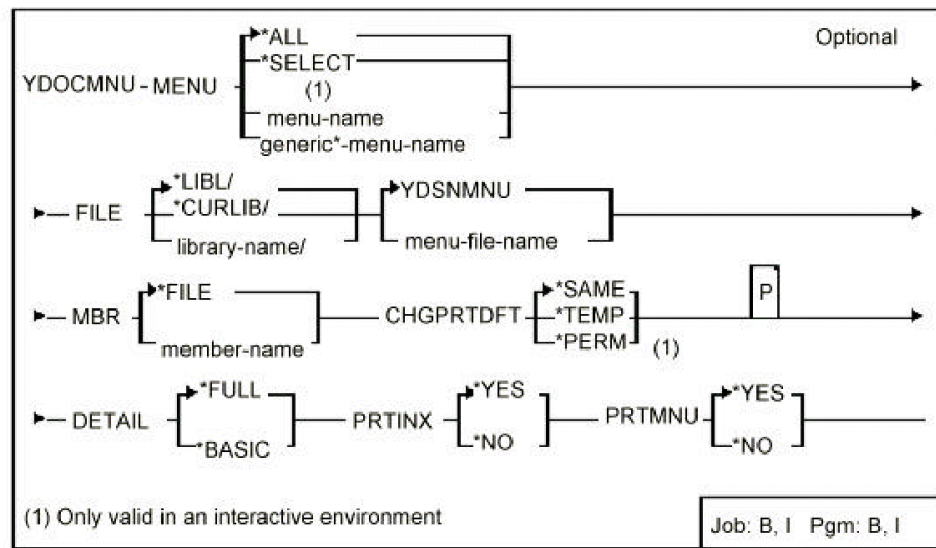 *ALL
Optional
*SELECT
YDOCMNU - MENU
(1)
menu-name
generic*-menu-name
*LIBL/
YDSNMNU
FILE
*CURLIB/
library-name/
menu-file-name
*FILE
*SAME
P
MBR
CHGPRTDFT
*TEMP
member-name
*PERM
(1)
*FULL
*YES
*YES
DETAIL
PRTINX
PRTMNU
*BASIC
*NO
*NO
(1) Only valid in an interactive environment
Job: B, I Pgm: B, I